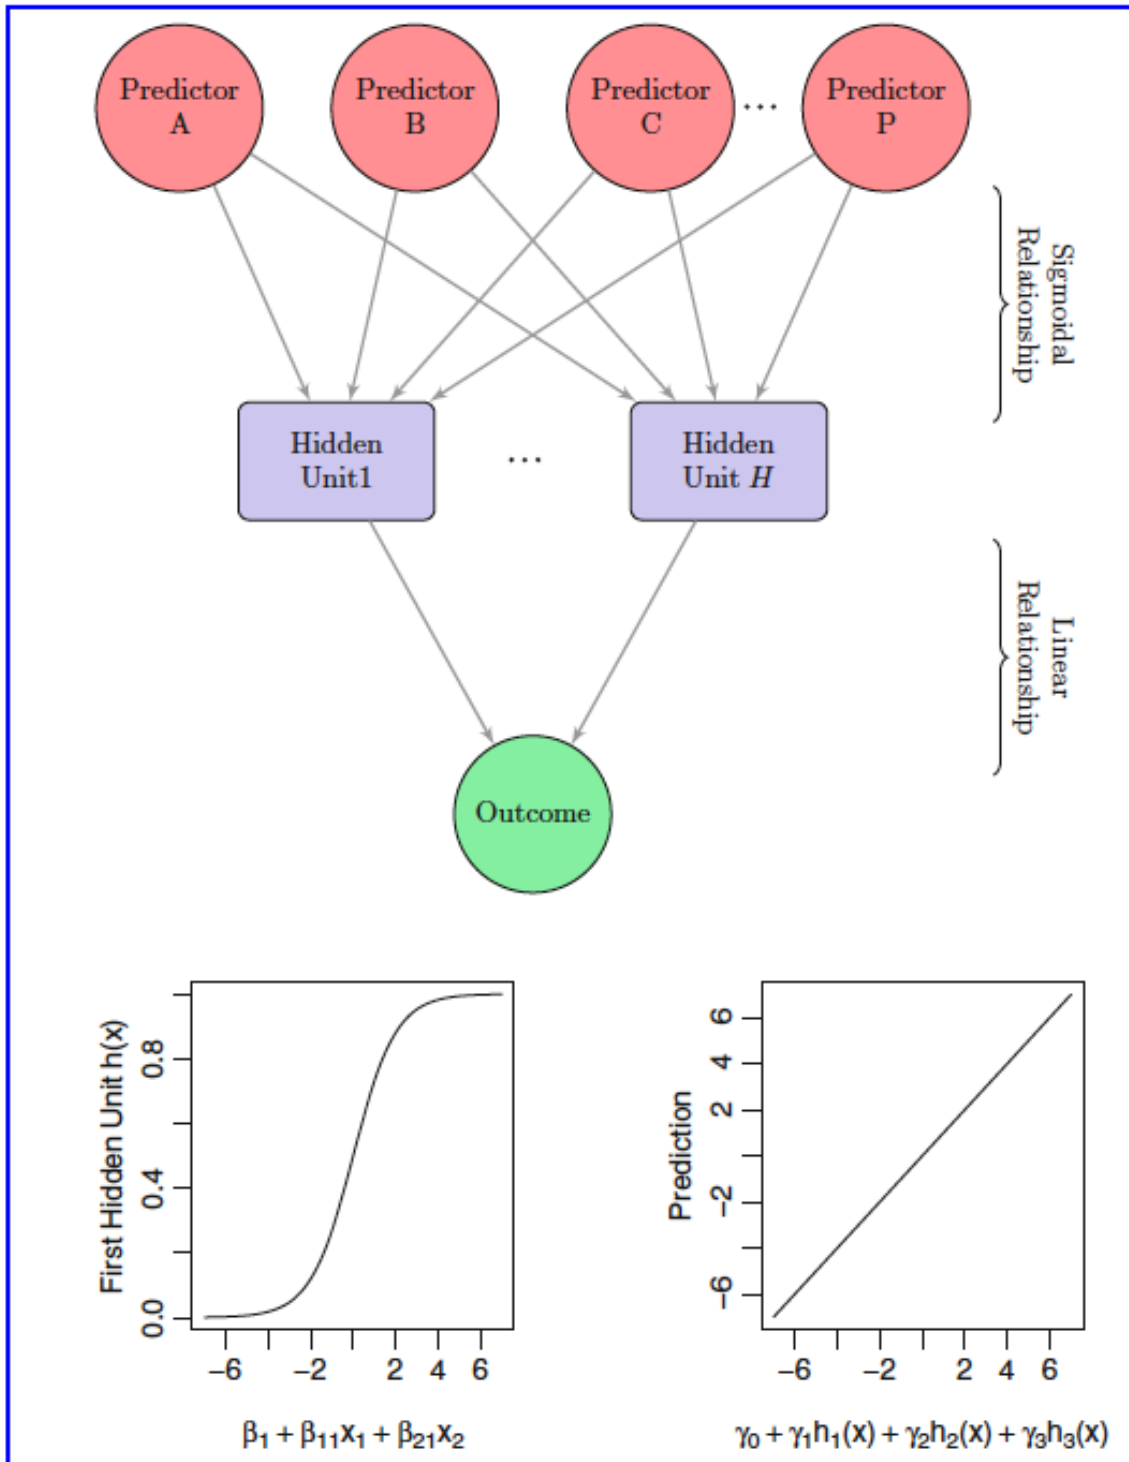 Predictor
A
Predictor
B
Predictor
C
...
Predictor
P
Sigmoidal
Relationship
Hidden
Unit1
...
Hidden
Unit H
Linear
Relationship
Outcome
First Hidden Unit h(x)
0.0
0.4
0.8
−6
−2
2
4
6
β₁ + β₁₁x₁ + β₂₁x₂
Prediction
−6
−2
2
4
6
−6
−2
2
4
6
γ₀ + γ₁h₁(x) + γ₂h₂(x) + γ₃h₃(x)